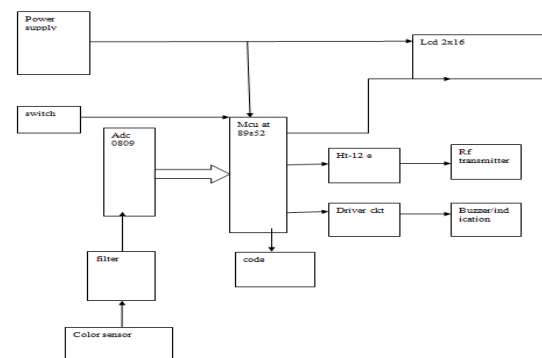 Power
supply
Lcd 2x16
switch
Mcu at
89s52
Adc
0809
Ht-12 e
Rf
transmitter
Driver ckt
Buzzer/ind
ication
filter
code
Color sensor